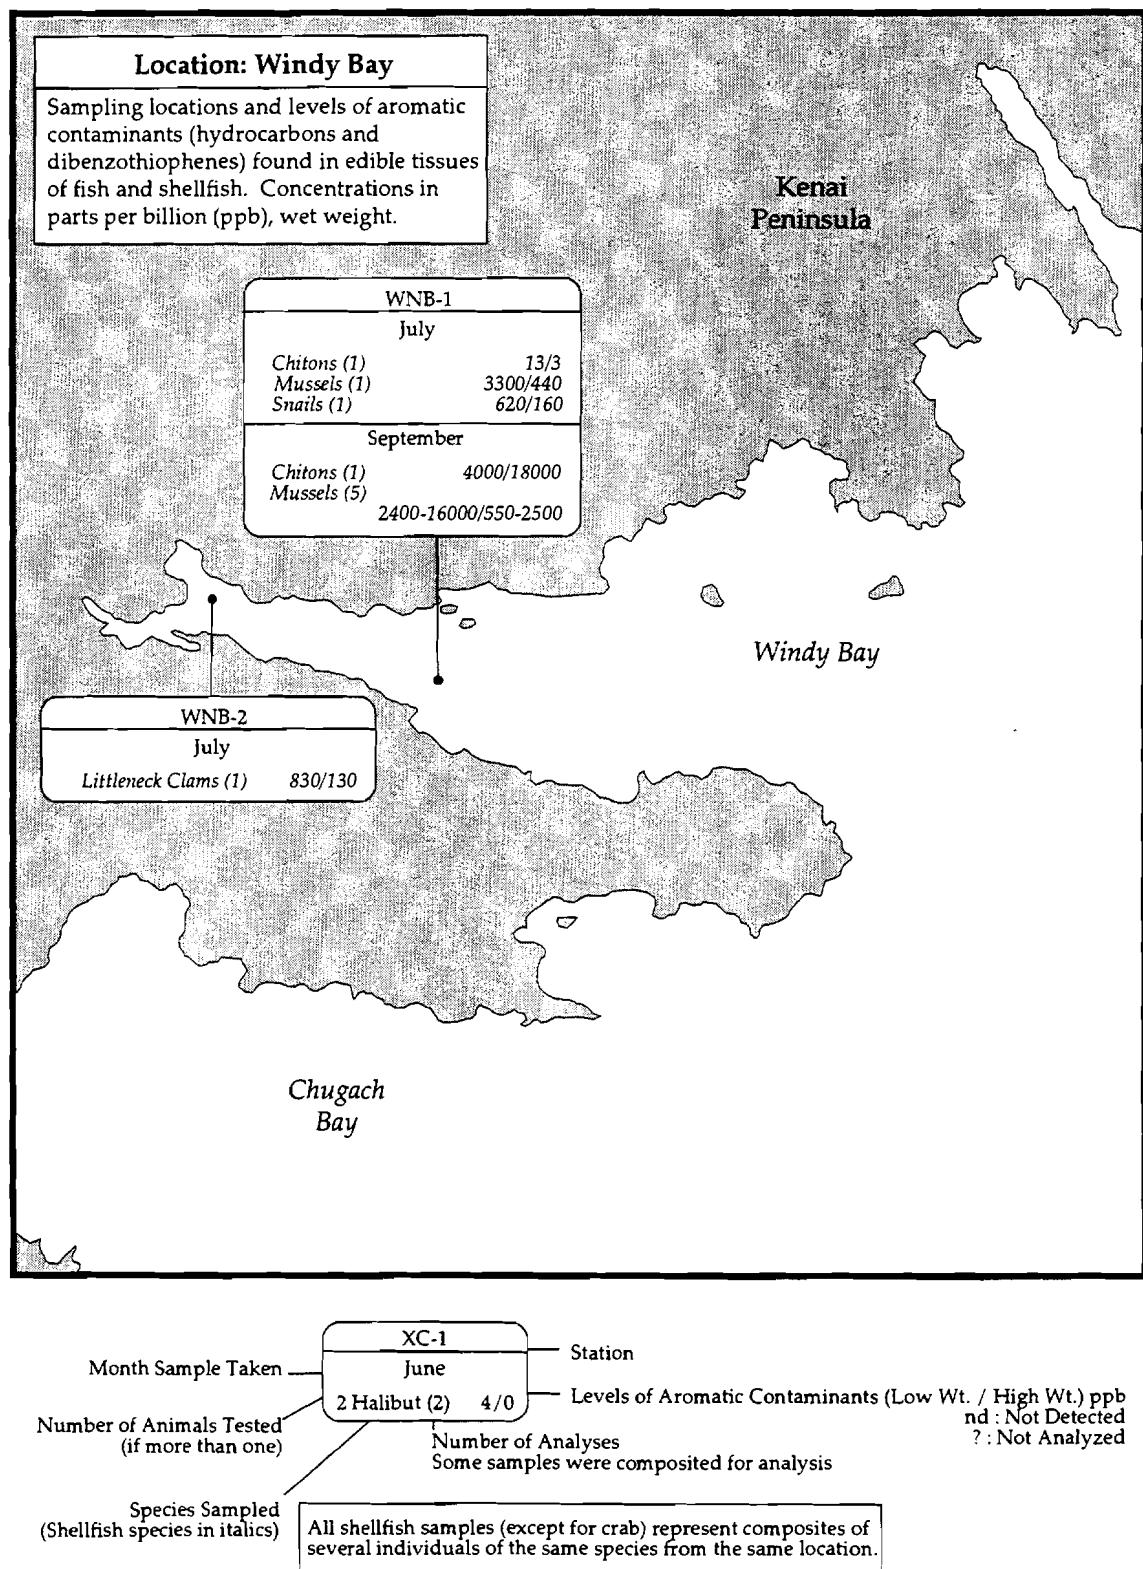 Location: Windy Bay
Sampling locations and levels of aromatic
contaminants (hydrocarbons and
dibenzothiophenes) found in edible tissues
of fish and shellfish. Concentrations in
parts per billion (ppb), wet weight.
Kenai
Peninsula
WNB-1
July
Chitons (1) 13/3
Mussels (1) 3300/440
Snails (1) 620/160
September
Chitons (1) 4000/18000
Mussels (5)
2400-16000/550-2500
Windy Bay
WNB-2
July
Littleneck Clams (1) 830/130
Chugach
Bay
XC-1
June
2 Halibut (2) 4/0
Month Sample Taken
Station
Number of Animals Tested
(if more than one)
Levels of Aromatic Contaminants (Low Wt. / High Wt.) ppb
nd : Not Detected
? : Not Analyzed
Number of Analyses
Some samples were composited for analysis
Species Sampled
(Shellfish species in italics)
All shellfish samples (except for crab) represent composites of
several individuals of the same species from the same location.